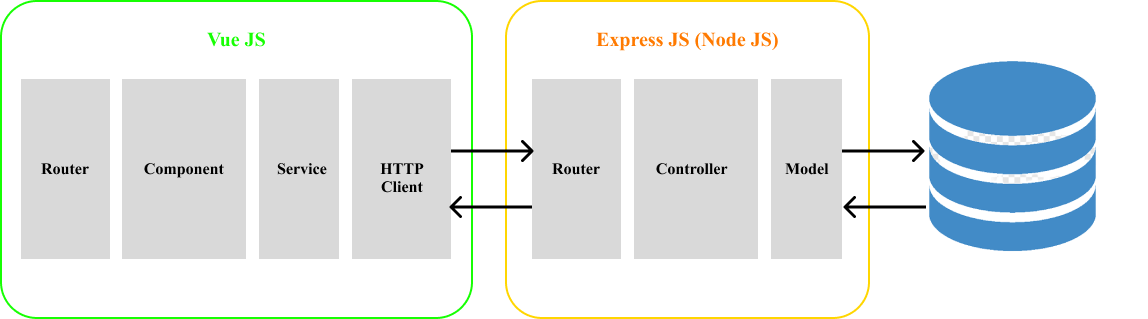 Vue JS
Express JS (Node JS)
Router
Component
Service
HTTP
Client
Router
Controller
Model